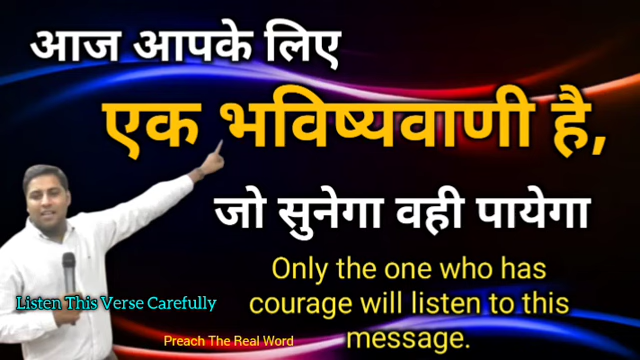 आज आपके लिए
एक भविष्यवाणी है,
जो सुनेगा वही पायेगा
Only the one who has
courage will listen to this
message.
Listen This Verse Carefully
Preach The Real Word